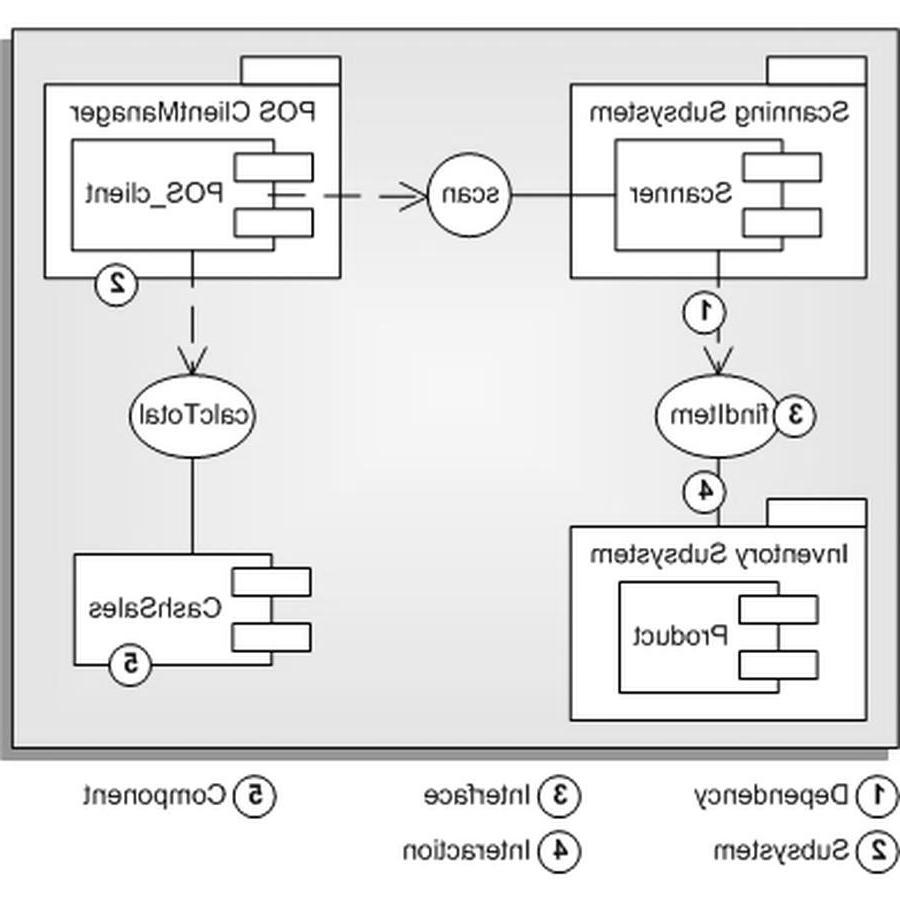 Scanning Subsystem
Scanner
scan
POS ClientManager
POS_client
1
2
findItem
3
calcTotal
4
Inventory Subsystem
Product
CashSales
5
1 Dependency
3 Interface
5 Component
2 Subsystem
4 Interaction